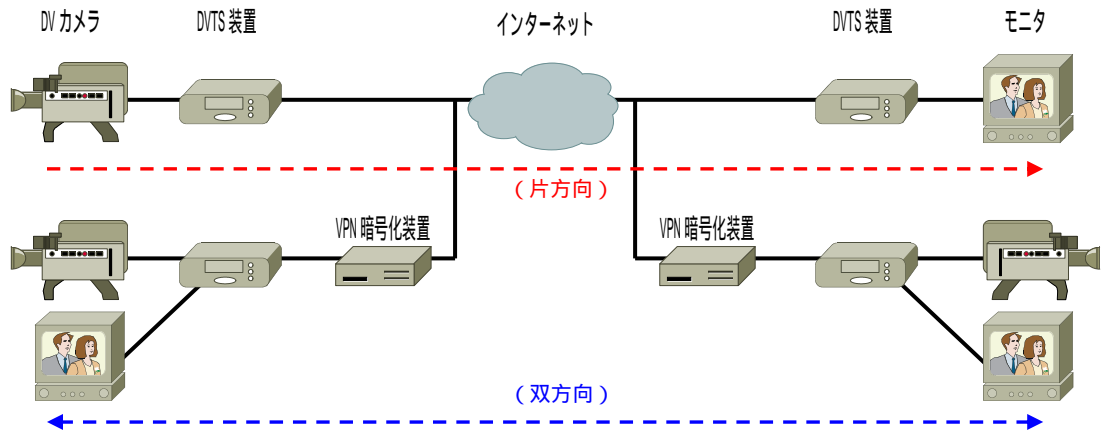 DV カメラ
DVTS 装置
インターネット
DVTS 装置
モニタ
（片方向）
VPN 暗号化装置
VPN 暗号化装置
（双方向）